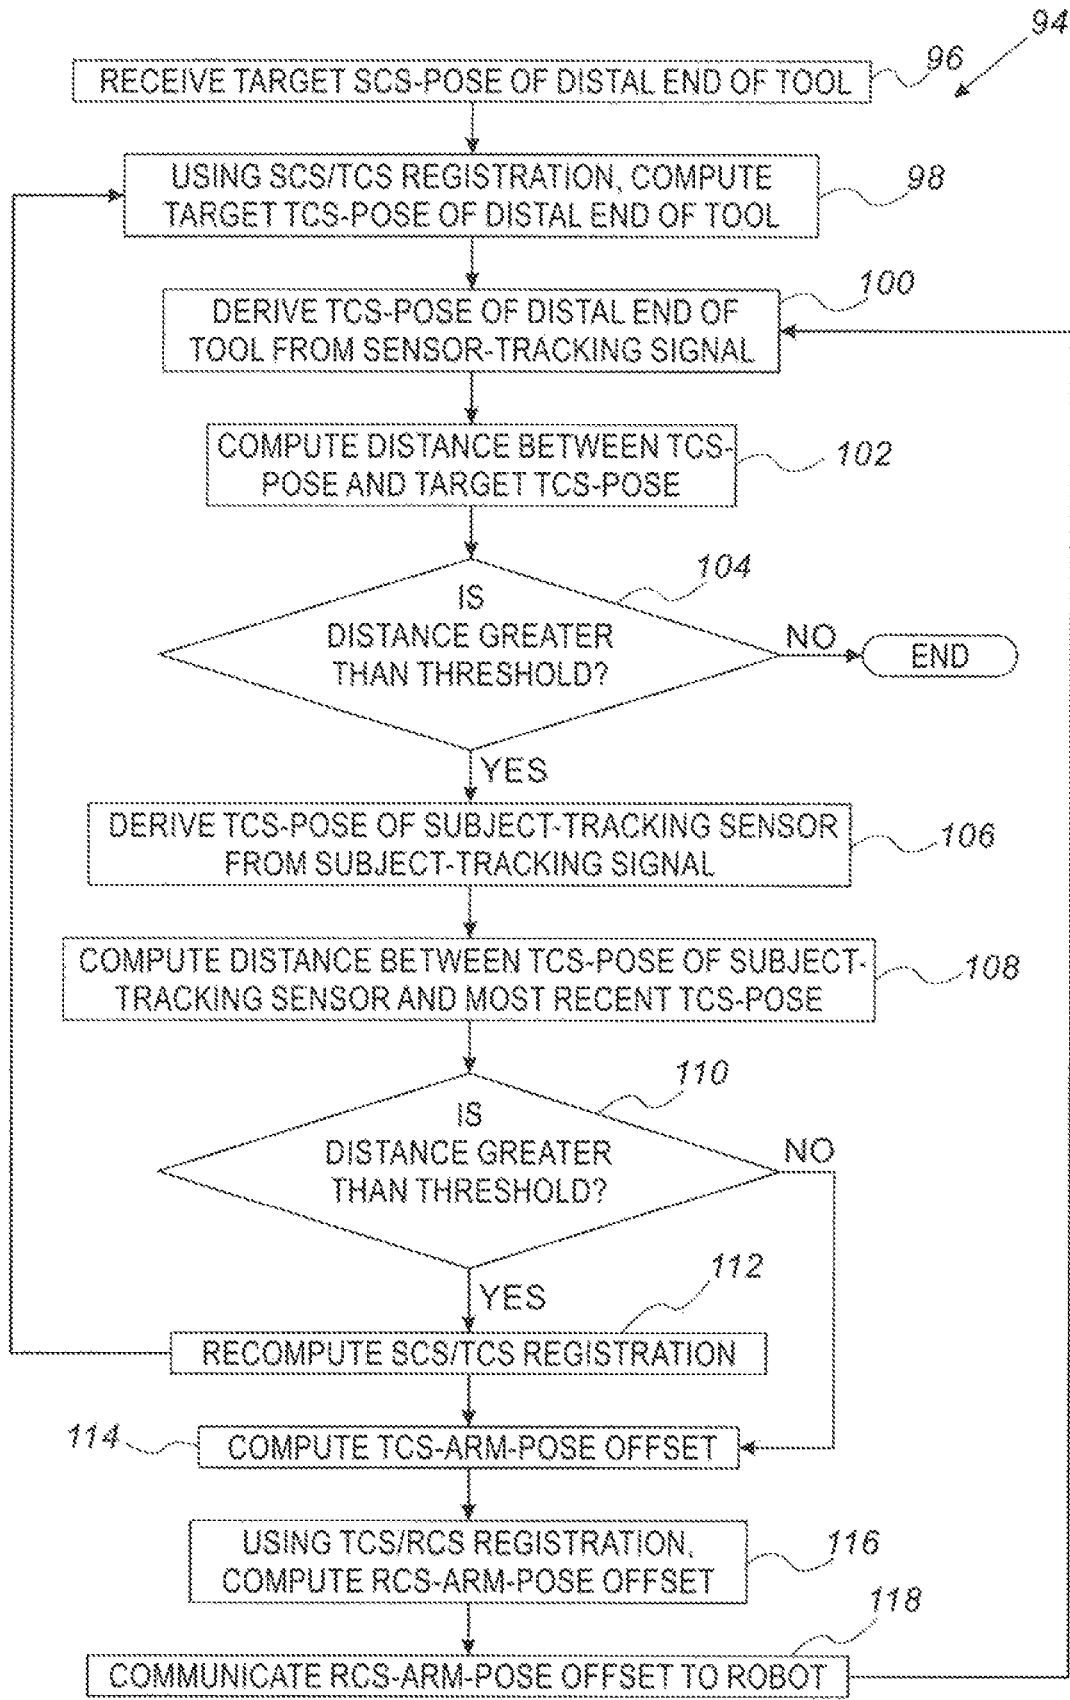 94
RECEIVE TARGET SCS-POSE OF DISTAL END OF TOOL
96
USING SCS/TCS REGISTRATION, COMPUTE
TARGET TCS-POSE OF DISTAL END OF TOOL
98
DERIVE TCS-POSE OF DISTAL END OF
TOOL FROM SENSOR-TRACKING SIGNAL
100
COMPUTE DISTANCE BETWEEN TCS-
POSE AND TARGET TCS-POSE
102
IS
DISTANCE GREATER
THAN THRESHOLD?
104
NO
END
YES
DERIVE TCS-POSE OF SUBJECT-TRACKING SENSOR
FROM SUBJECT-TRACKING SIGNAL
106
COMPUTE DISTANCE BETWEEN TCS-POSE OF SUBJECT-
TRACKING SENSOR AND MOST RECENT TCS-POSE
108
IS
DISTANCE GREATER
THAN THRESHOLD?
110
NO
YES
112
RECOMPUTE SCS/TCS REGISTRATION
114
COMPUTE TCS-ARM-POSE OFFSET
USING TCS/RCS REGISTRATION,
COMPUTE RCS-ARM-POSE OFFSET
116
118
COMMUNICATE RCS-ARM-POSE OFFSET TO ROBOT